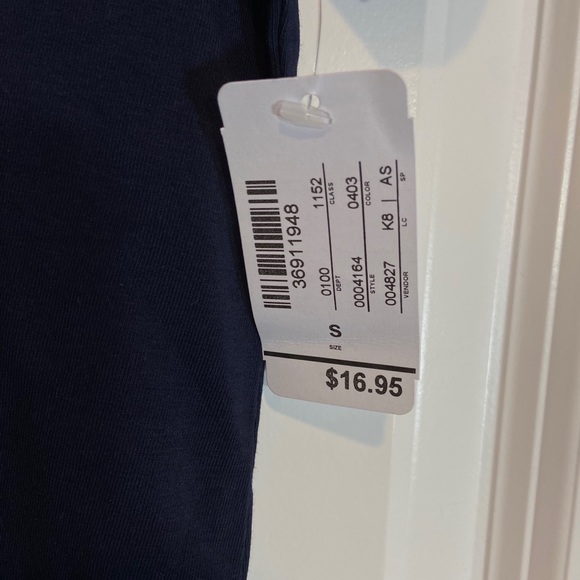 36911948
0100 1152
DEPT CLASS
0004164 0403
STYLE COLOR
004827 K8 | AS
VENDOR LC SP
S
SIZE
$16.95